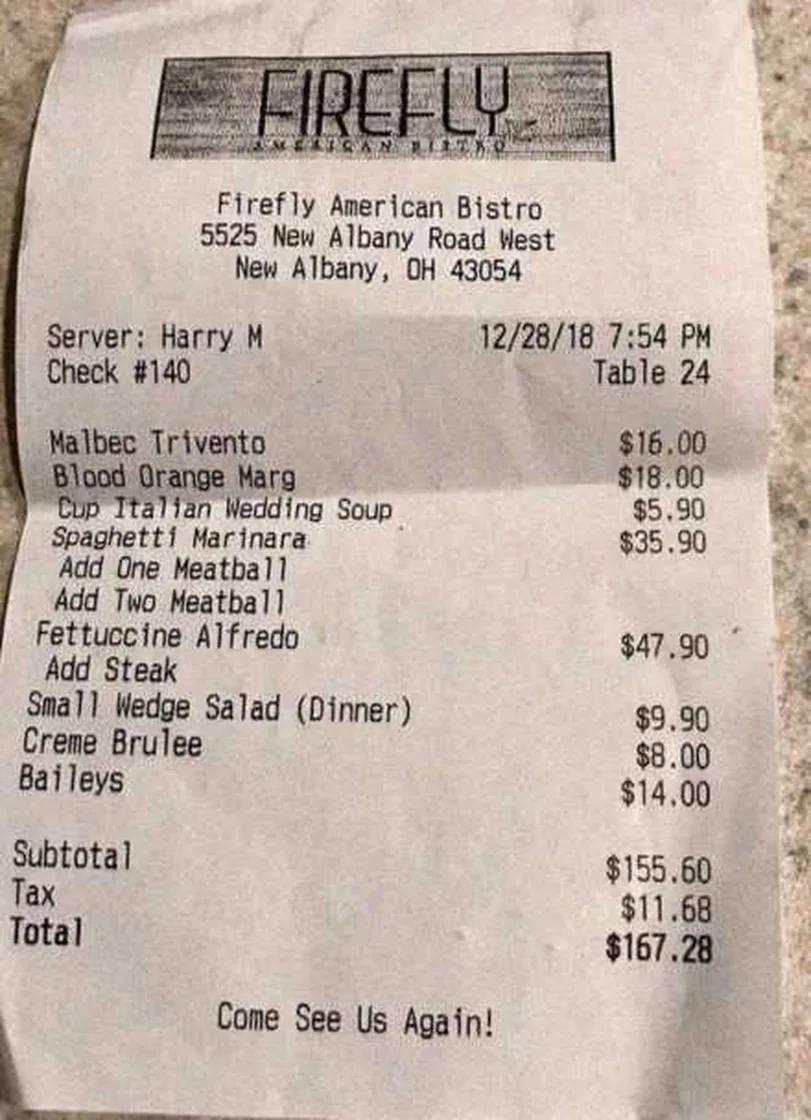 FIREFLY
AMERICAN BISTRO
Firefly American Bistro
5525 New Albany Road West
New Albany, OH 43054
Server: Harry M 12/28/18 7:54 PM
Check #140 Table 24
Malbec Trivento $16.00
Blood Orange Marg $18.00
Cup Italian Wedding Soup $5.90
Spaghetti Marinara $35.90
Add One Meatball
Add Two Meatball
Fettuccine Alfredo $47.90
Add Steak
Small Wedge Salad (Dinner) $9.90
Creme Brulee $8.00
Baileys $14.00
Subtotal $155.60
Tax $11.68
Total $167.28
Come See Us Again!